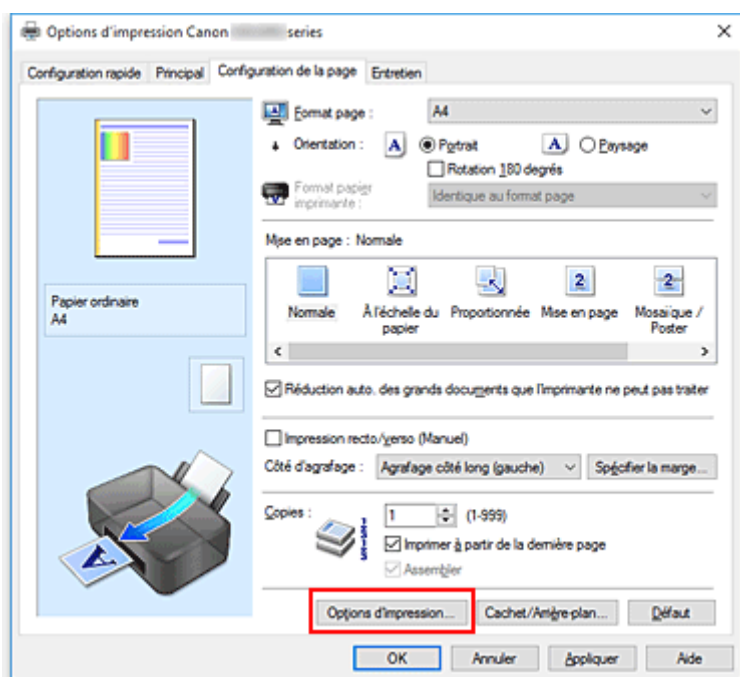 Options d'impression Canon series
Configuration rapide Principal Configuration de la page Entretien
Format page : A4
Orientation : A Portrait A Paysage
Rotation 180 degrés
Format papier
imprimante : Identique au format page
Mise en page : Normale
2 2
Normale À l'échelle du
papier Proportionnée Mise en page Mosaïque /
Poster
Papier ordinaire
A4
Réduction auto. des grands documents que l'imprimante ne peut pas traiter
Impression recto/verso (Manuel)
Côté d'agrafage : Agrafage côté long (gauche) Spécifier la marge...
Copies : 1 (1-999)
Imprimer à partir de la dernière page
Assembler
A
Options d'impression... Cachet/Arrière-plan... Défaut
OK Annuler Appliquer Aide